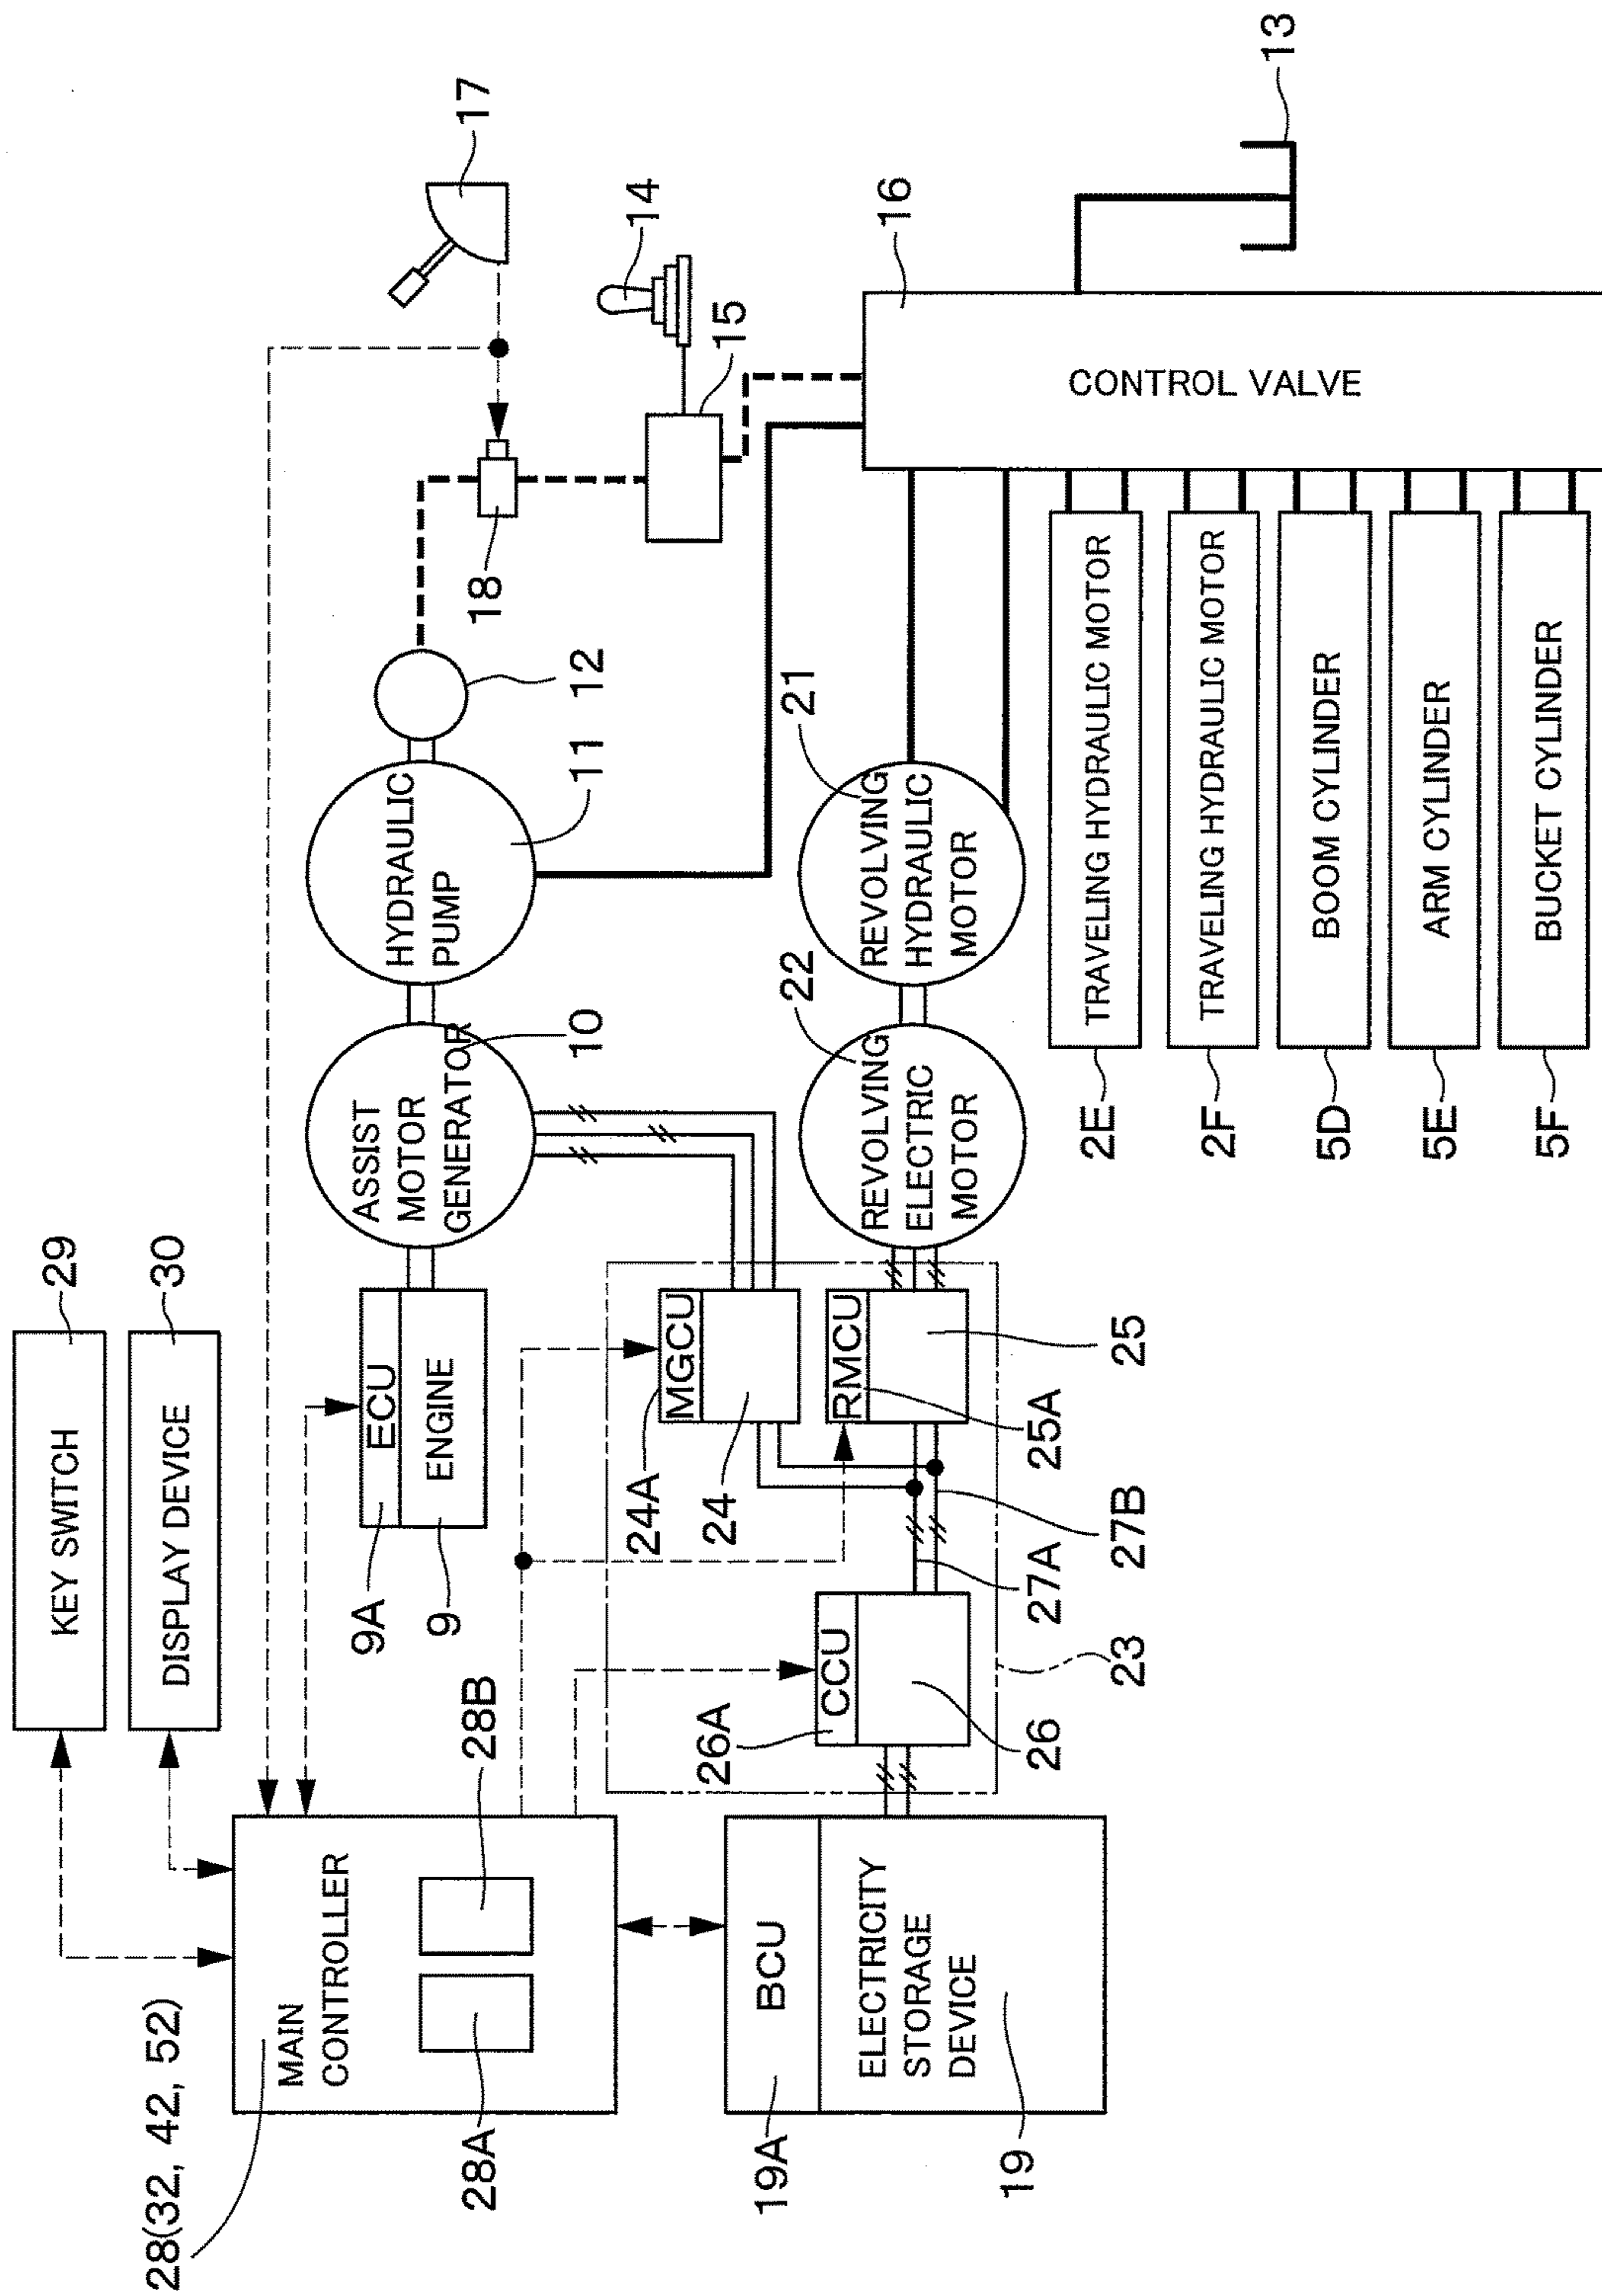 29
KEY SWITCH
30
DISPLAY DEVICE
28(32, 42, 52)
MAIN
CONTROLLER
28A
28B
9A
ECU
ENGINE
9
ASSIST
MOTOR
GENERATOR
10
HYDRAULIC
PUMP
11
12
18
17
14
15
16
CONTROL VALVE
13
19A
BCU
ELECTRICITY
STORAGE
DEVICE
19
26A
CCU
26
23
24A
MGCU
24
RMCU
25A
25
27A
27B
22
REVOLVING
ELECTRIC
MOTOR
21
REVOLVING
HYDRAULIC
MOTOR
2E
TRAVELING HYDRAULIC MOTOR
2F
TRAVELING HYDRAULIC MOTOR
5D
BOOM CYLINDER
5E
ARM CYLINDER
5F
BUCKET CYLINDER